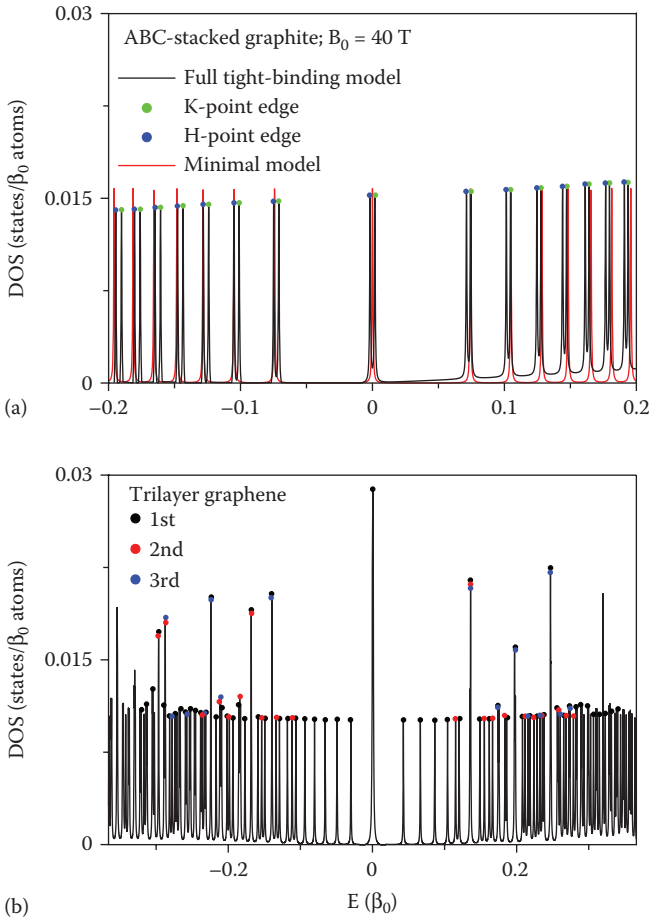 0.03
ABC-stacked graphite; B₀ = 40 T
Full tight-binding model
K-point edge
H-point edge
Minimal model
0.015
DOS (states/β₀ atoms)
0
−0.2
−0.1
0
0.1
0.2
(a)
0.03
Trilayer graphene
1st
2nd
3rd
0.015
DOS (states/β₀ atoms)
0
−0.2
0
0.2
(b)
E (β₀)